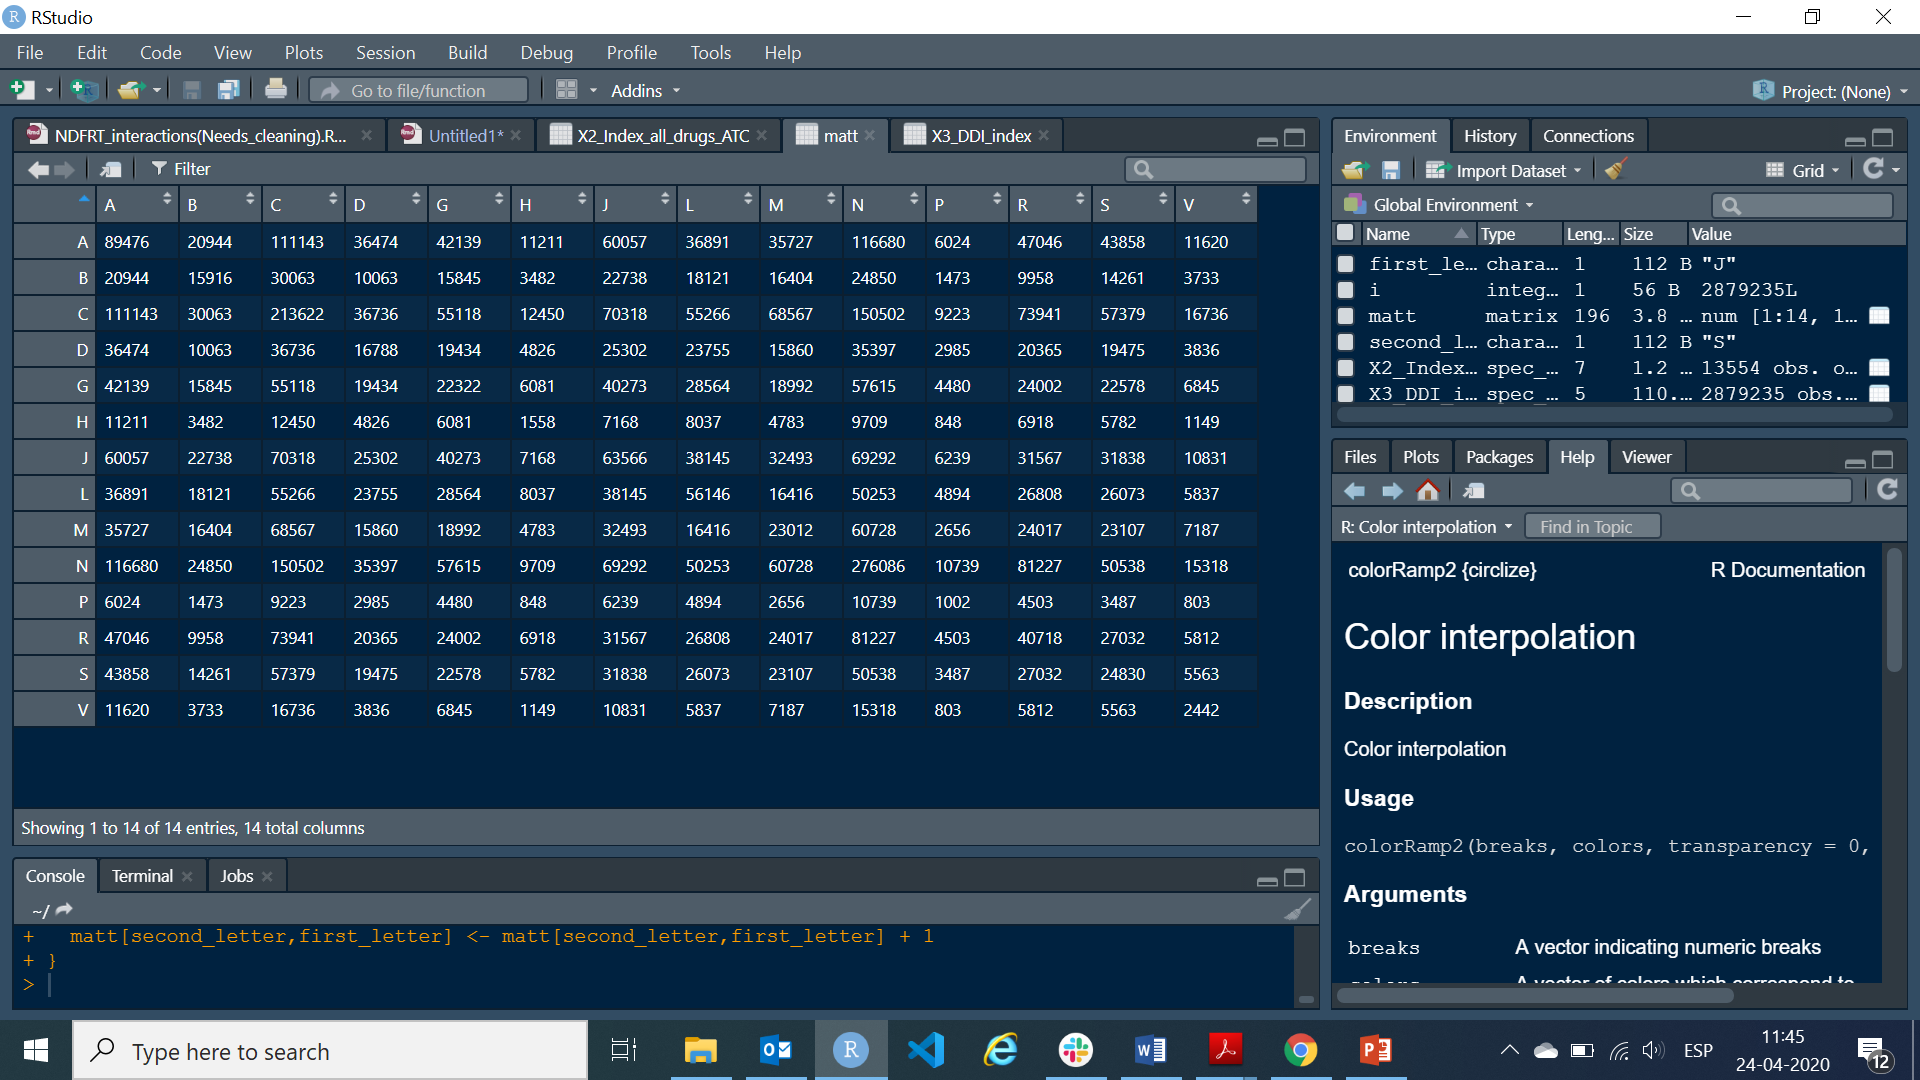 RStudio
File Edit Code View Plots Session Build Debug Profile Tools Help
Go to file/function Addins Project: (None)
NDFRT_interactions(Needs_cleaning).R... Untitled1* X2_Index_all_drugs_ATC matt X3_DDI_index
Filter
A B C D G H J L M N P R S V
A 89476 20944 111143 36474 42139 11211 60057 36891 35727 116680 6024 47046 43858 11620
B 20944 15916 30063 10063 15845 3482 22738 18121 16404 24850 1473 9958 14261 3733
C 111143 30063 213622 36736 55118 12450 70318 55266 68567 150502 9223 73941 57379 16736
D 36474 10063 36736 16788 19434 4826 25302 23755 15860 35397 2985 20365 19475 3836
G 42139 15845 55118 19434 22322 6081 40273 28564 18992 57615 4480 24002 22578 6845
H 11211 3482 12450 4826 6081 1558 7168 8037 4783 9709 848 6918 5782 1149
J 60057 22738 70318 25302 40273 7168 63566 38145 32493 69292 6239 31567 31838 10831
L 36891 18121 55266 23755 28564 8037 38145 56146 16416 50253 4894 26808 26073 5837
M 35727 16404 68567 15860 18992 4783 32493 16416 23012 60728 2656 24017 23107 7187
N 116680 24850 150502 35397 57615 9709 69292 50253 60728 276086 10739 81227 50538 15318
P 6024 1473 9223 2985 4480 848 6239 4894 2656 10739 1002 4503 3487 803
R 47046 9958 73941 20365 24002 6918 31567 26808 24017 81227 4503 40718 27032 5812
S 43858 14261 57379 19475 22578 5782 31838 26073 23107 50538 3487 27032 24830 5563
V 11620 3733 16736 3836 6845 1149 10831 5837 7187 15318 803 5812 5563 2442
Showing 1 to 14 of 14 entries, 14 total columns
Console Terminal Jobs
~/
+ matt[second_letter,first_letter] <- matt[second_letter,first_letter] + 1
+ }
>
Environment History Connections
Import Dataset Grid
Global Environment
Name Type Leng... Size Value
first_le... chara... 1 112 B "J"
i integ... 1 56 B 2879235L
matt matrix 196 3.8 ... num [1:14, 1...
second_l... chara... 1 112 B "S"
X2_Index... spec_... 7 1.2 ... 13554 obs. o...
X3_DDI_i... spec_... 5 110.... 2879235 obs....
Files Plots Packages Help Viewer
R: Color interpolation Find in Topic
colorRamp2 {circlize} R Documentation
Color interpolation
Description
Color interpolation
Usage
colorRamp2(breaks, colors, transparency = 0,
Arguments
breaks A vector indicating numeric breaks
colors A vector of colors which correspond to
Type here to search
ESP
11:45
24-04-2020
12